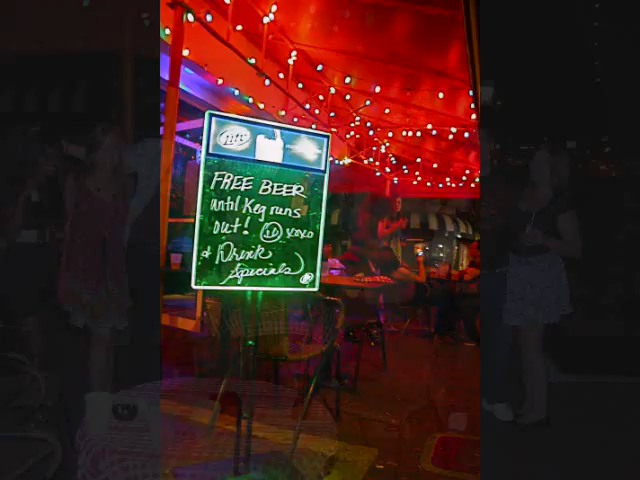 Lite
FREE BEER
until Keg runs
out! xoxo
+ Drink
Specials